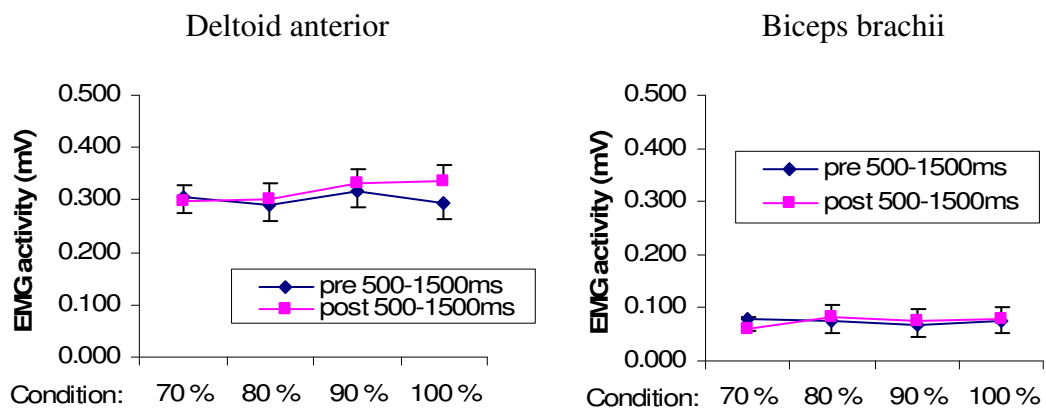 Deltoid anterior
EMG activity (mV)
0.500
0.400
0.300
0.200
0.100
0.000
pre 500-1500ms
post 500-1500ms
Condition: 70 % 80 % 90 % 100 %
Biceps brachii
EMG activity (mV)
0.500
0.400
0.300
0.200
0.100
0.000
pre 500-1500ms
post 500-1500ms
Condition: 70 % 80 % 90 % 100 %